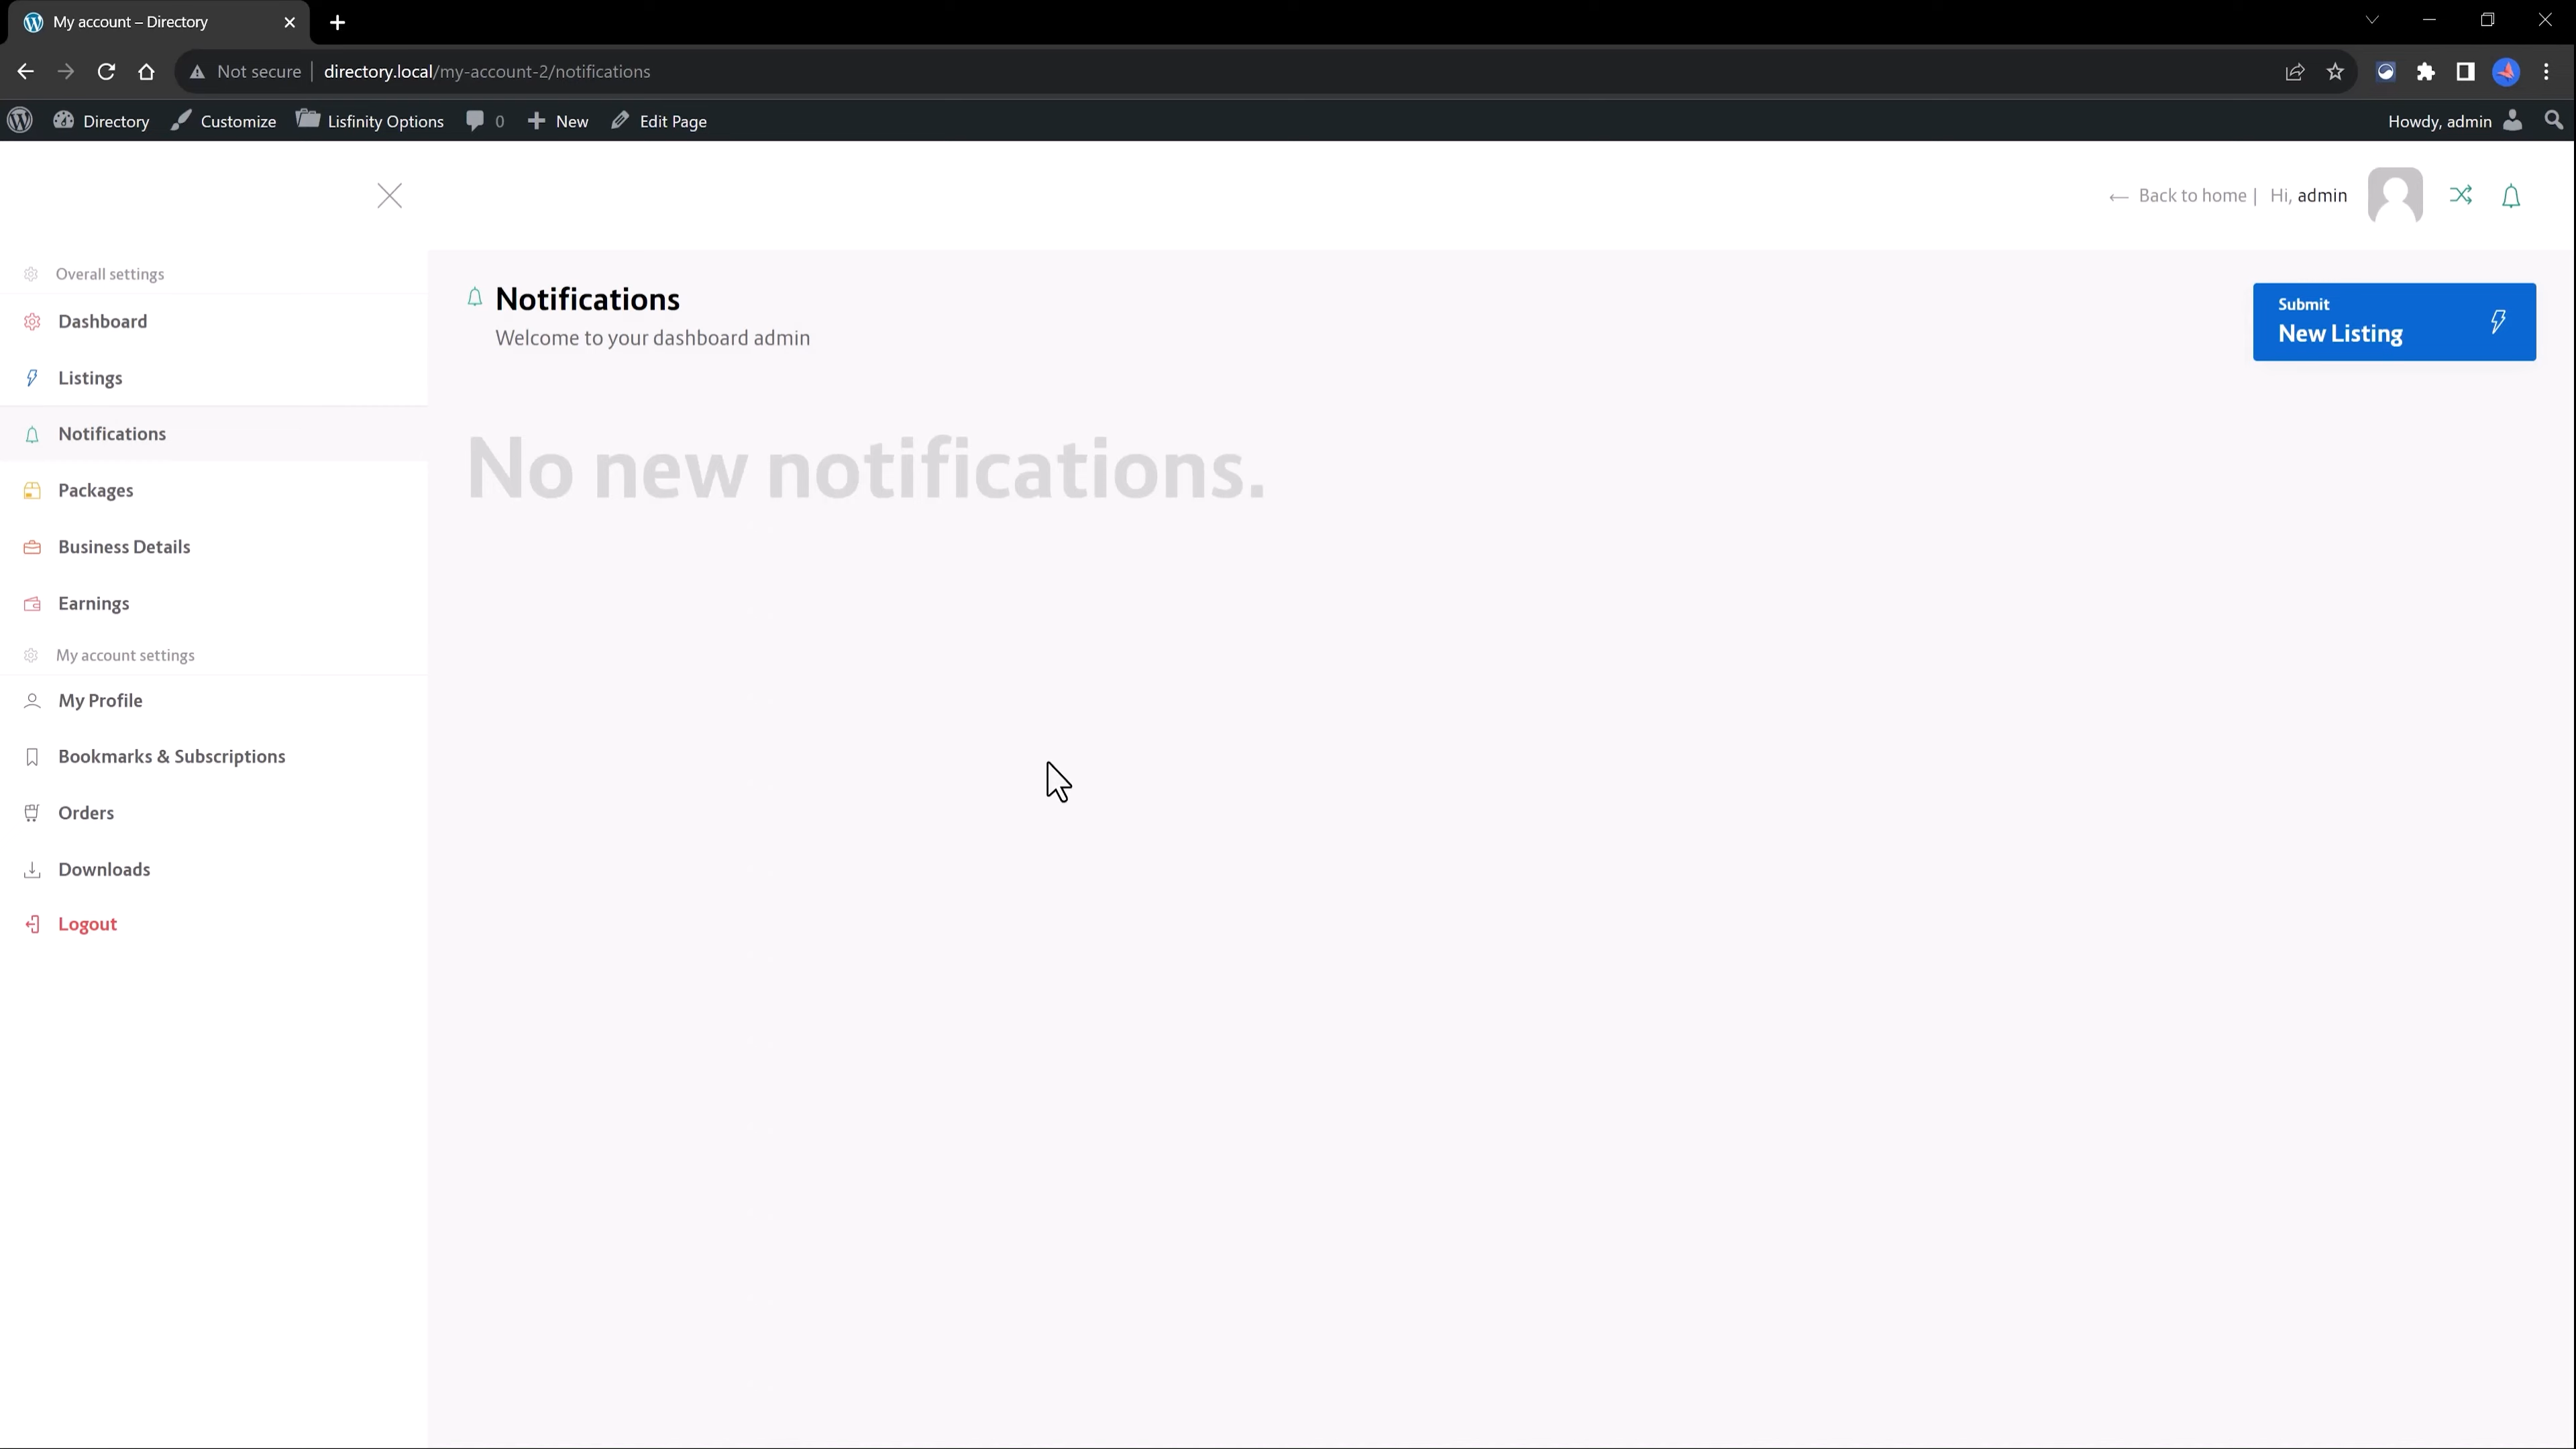 My account – Directory
Not secure directory.local/my-account-2/notifications
Directory Customize Lisfinity Options 0 New Edit Page Howdy, admin
Back to home | Hi, admin
Overall settings
Dashboard
Listings
Notifications
Packages
Business Details
Earnings
My account settings
My Profile
Bookmarks & Subscriptions
Orders
Downloads
Logout
Notifications
Welcome to your dashboard admin
Submit
New Listing
No new notifications.